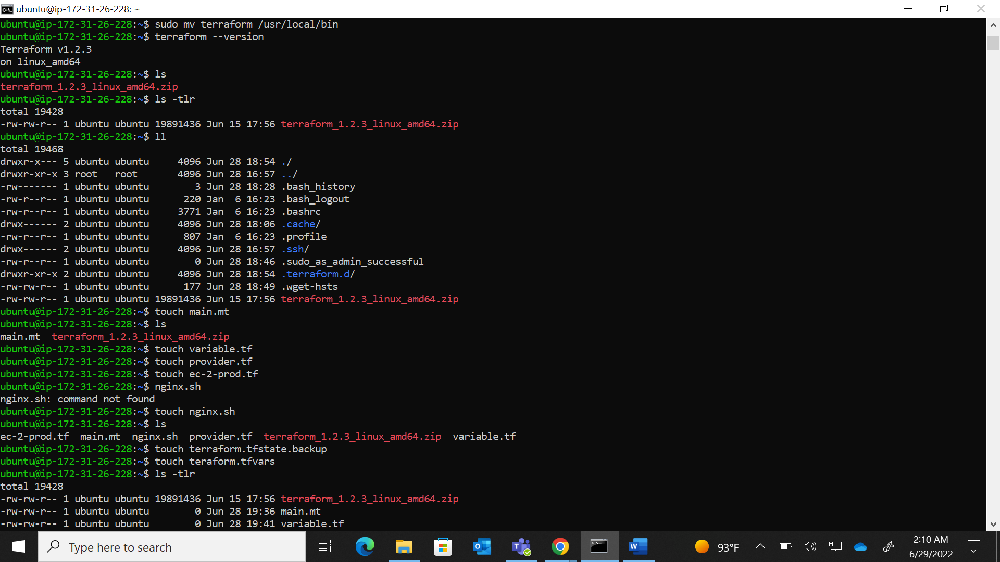 ubuntu@ip-172-31-26-228: ~
ubuntu@ip-172-31-26-228:~$ sudo mv terraform /usr/local/bin
ubuntu@ip-172-31-26-228:~$ terraform --version
Terraform v1.2.3
on linux_amd64
ubuntu@ip-172-31-26-228:~$ ls
terraform_1.2.3_linux_amd64.zip
ubuntu@ip-172-31-26-228:~$ ls -tlr
total 19428
-rw-rw-r-- 1 ubuntu ubuntu 19891436 Jun 15 17:56 terraform_1.2.3_linux_amd64.zip
ubuntu@ip-172-31-26-228:~$ ll
total 19468
drwxr-x--- 5 ubuntu ubuntu     4096 Jun 28 18:54 ./
drwxr-xr-x 3 root   root       4096 Jun 28 16:57 ../
-rw------- 1 ubuntu ubuntu        3 Jun 28 18:28 .bash_history
-rw-r--r-- 1 ubuntu ubuntu      220 Jan  6 16:23 .bash_logout
-rw-r--r-- 1 ubuntu ubuntu     3771 Jan  6 16:23 .bashrc
drwx------ 2 ubuntu ubuntu     4096 Jun 28 18:06 .cache/
-rw-r--r-- 1 ubuntu ubuntu      807 Jan  6 16:23 .profile
drwx------ 2 ubuntu ubuntu     4096 Jun 28 16:57 .ssh/
-rw-r--r-- 1 ubuntu ubuntu        0 Jun 28 18:46 .sudo_as_admin_successful
drwxr-xr-x 2 ubuntu ubuntu     4096 Jun 28 18:54 .terraform.d/
-rw-rw-r-- 1 ubuntu ubuntu      177 Jun 28 18:49 .wget-hsts
-rw-rw-r-- 1 ubuntu ubuntu 19891436 Jun 15 17:56 terraform_1.2.3_linux_amd64.zip
ubuntu@ip-172-31-26-228:~$ touch main.mt
ubuntu@ip-172-31-26-228:~$ ls
main.mt  terraform_1.2.3_linux_amd64.zip
ubuntu@ip-172-31-26-228:~$ touch variable.tf
ubuntu@ip-172-31-26-228:~$ touch provider.tf
ubuntu@ip-172-31-26-228:~$ touch ec-2-prod.tf
ubuntu@ip-172-31-26-228:~$ nginx.sh
nginx.sh: command not found
ubuntu@ip-172-31-26-228:~$ touch nginx.sh
ubuntu@ip-172-31-26-228:~$ ls
ec-2-prod.tf  main.mt  nginx.sh  provider.tf  terraform_1.2.3_linux_amd64.zip  variable.tf
ubuntu@ip-172-31-26-228:~$ touch terraform.tfstate.backup
ubuntu@ip-172-31-26-228:~$ touch teraform.tfvars
ubuntu@ip-172-31-26-228:~$ ls -tlr
total 19428
-rw-rw-r-- 1 ubuntu ubuntu 19891436 Jun 15 17:56 terraform_1.2.3_linux_amd64.zip
-rw-rw-r-- 1 ubuntu ubuntu        0 Jun 28 19:36 main.mt
-rw-rw-r-- 1 ubuntu ubuntu        0 Jun 28 19:41 variable.tf
Type here to search
93°F
2:10 AM
6/29/2022